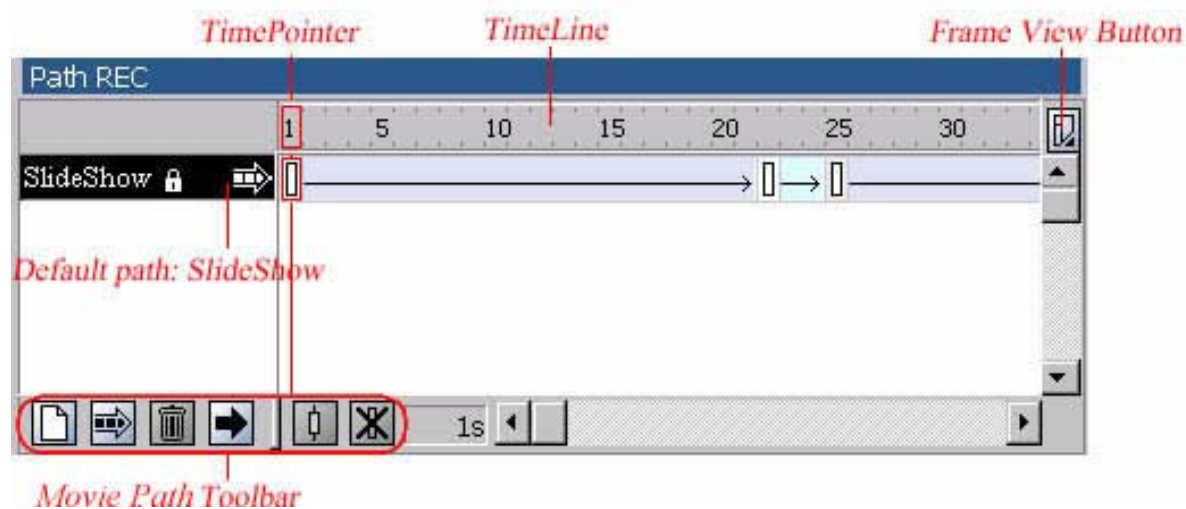 TimePointer TimeLine Frame View Button
Path REC
1 5 10 15 20 25 30
SlideShow
Default path: SlideShow
1s
Movie Path Toolbar